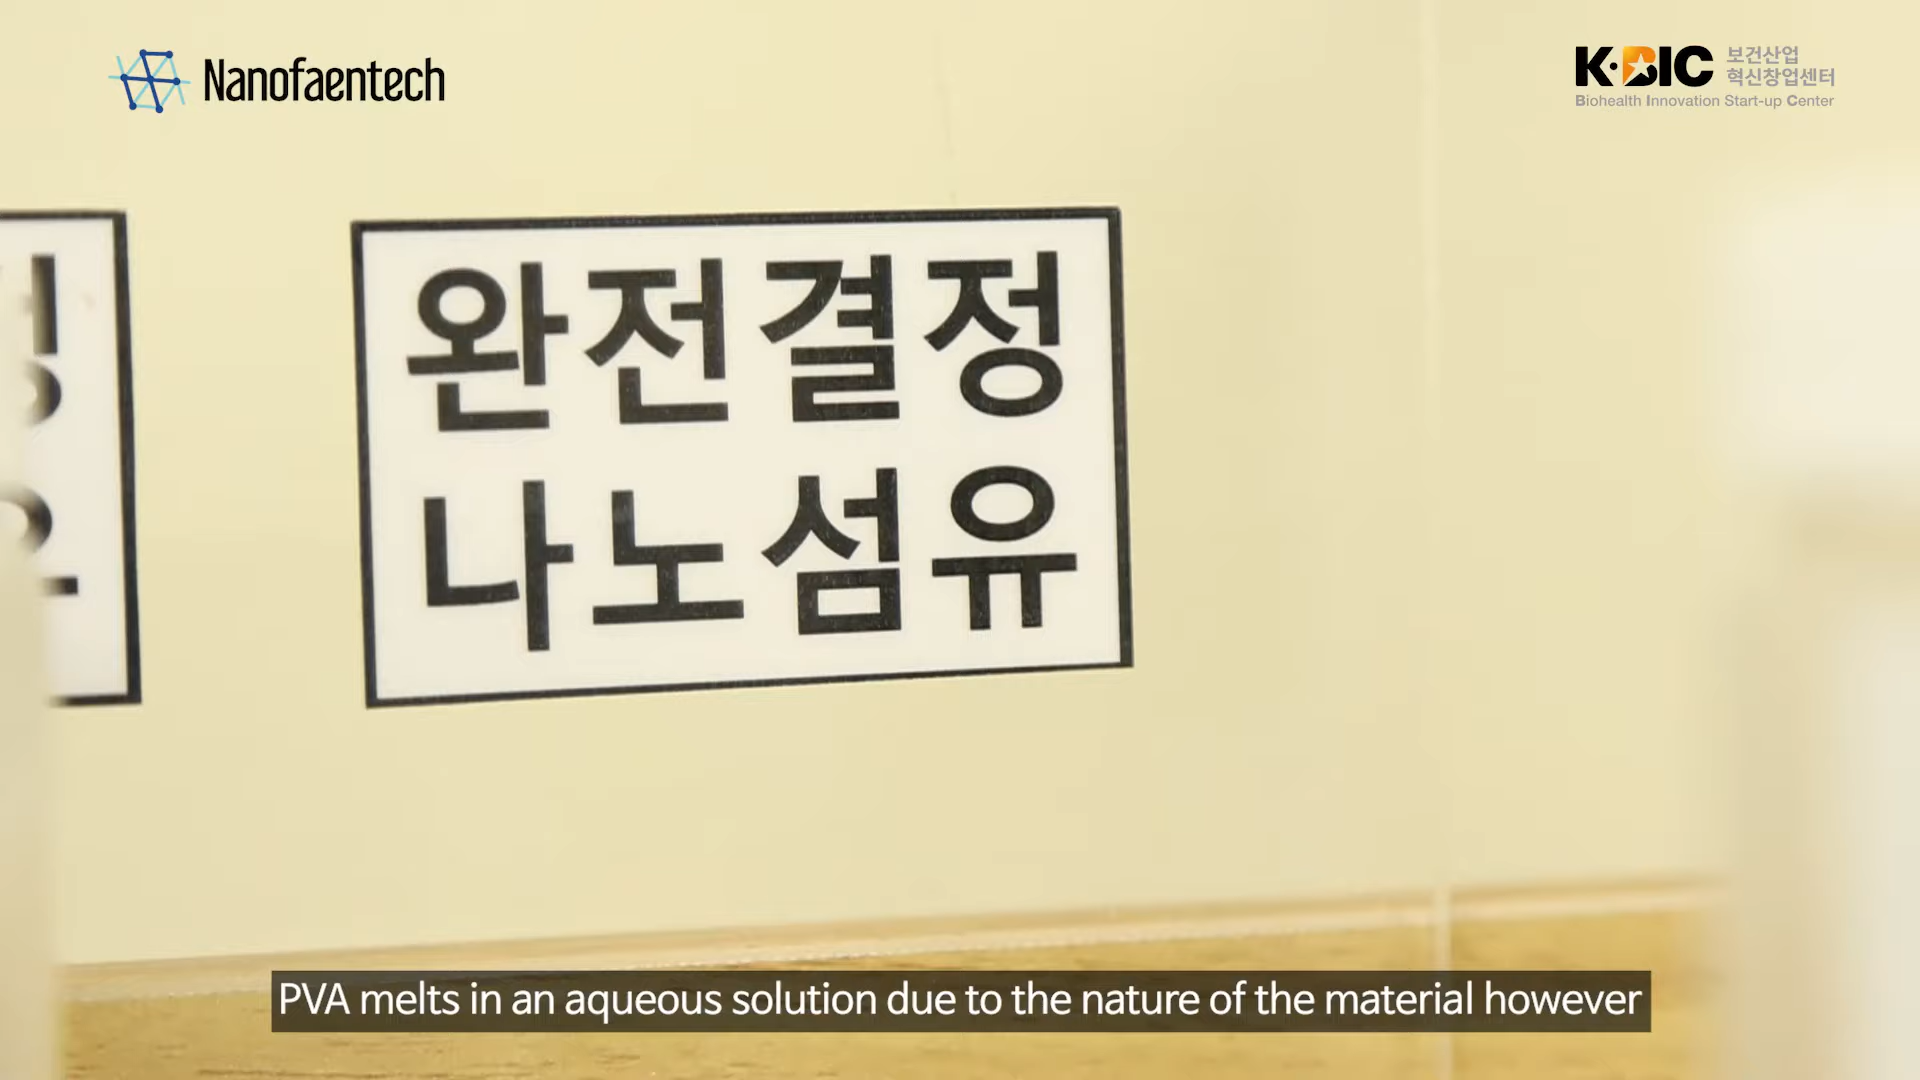 Nanofaentech
K·BIC 보건산업
혁신창업센터
Biohealth Innovation Start-up Center
완전결정
나노섬유
PVA melts in an aqueous solution due to the nature of the material however